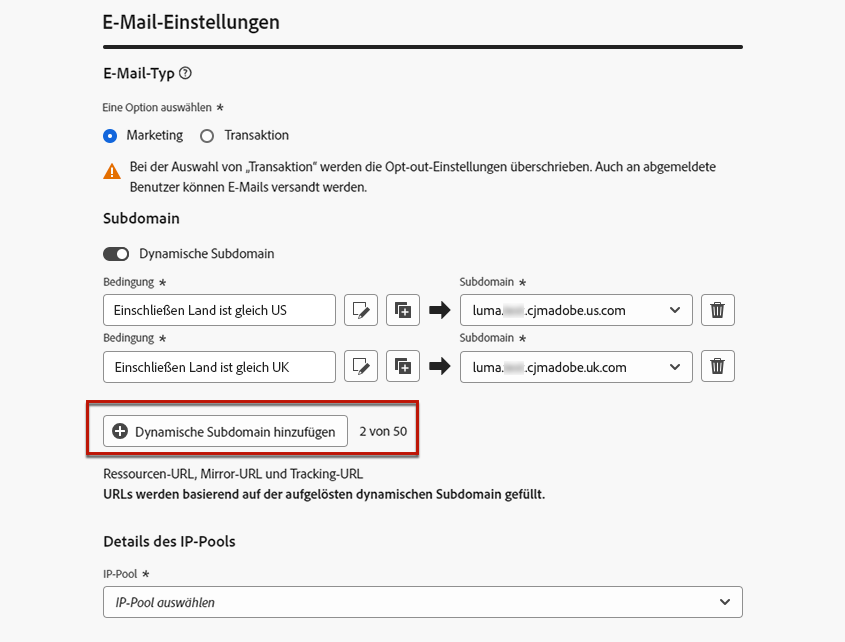 E-Mail-Einstellungen
E-Mail-Typ
Eine Option auswählen *
Marketing Transaktion
Bei der Auswahl von „Transaktion“ werden die Opt-out-Einstellungen überschrieben. Auch an abgemeldete
Benutzer können E-Mails versandt werden.
Subdomain
Dynamische Subdomain
Bedingung * Subdomain *
Einschließen Land ist gleich US luma. .cjmadobe.us.com
Bedingung * Subdomain *
Einschließen Land ist gleich UK luma. .cjmadobe.uk.com
Dynamische Subdomain hinzufügen 2 von 50
Ressourcen-URL, Mirror-URL und Tracking-URL
URLs werden basierend auf der aufgelösten dynamischen Subdomain gefüllt.
Details des IP-Pools
IP-Pool *
IP-Pool auswählen